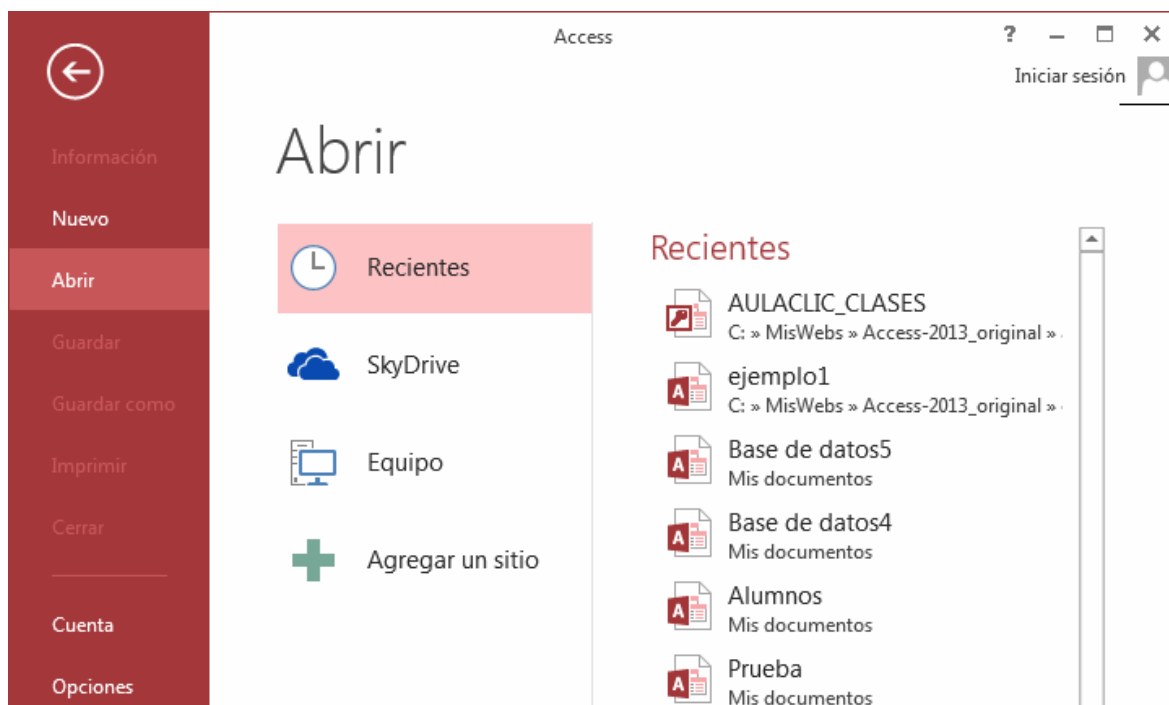 Access
?
Iniciar sesión
Información
Nuevo
Abrir
Guardar
Guardar como
Imprimir
Cerrar
Cuenta
Opciones
Abrir
Recientes
SkyDrive
Equipo
Agregar un sitio
Recientes
AULACLIC_CLASES
C: » MisWebs » Access-2013_original »
ejemplo1
C: » MisWebs » Access-2013_original »
Base de datos5
Mis documentos
Base de datos4
Mis documentos
Alumnos
Mis documentos
Prueba
Mis documentos